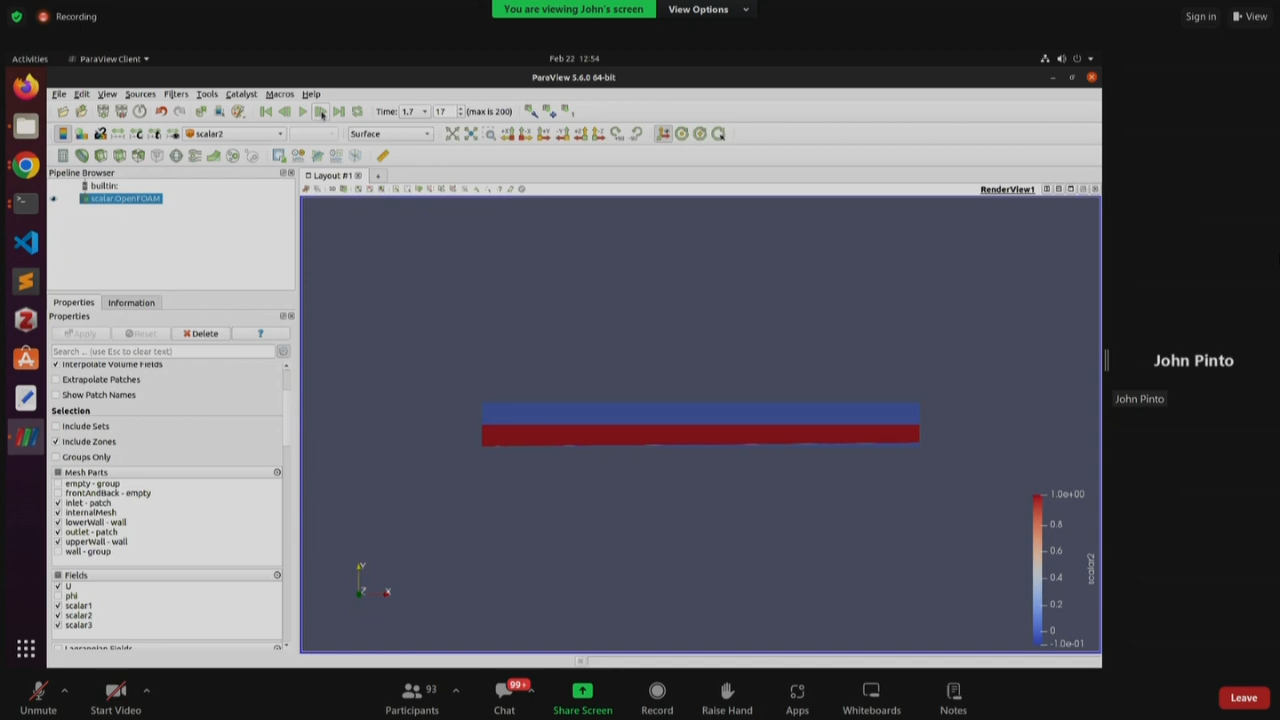 Recording
You are viewing John's screen
View Options
Sign in
View
Activities
ParaView Client
Feb 22 12:54
ParaView 5.6.0 64-bit
File Edit View Sources Filters Tools Catalyst Macros Help
Time: 1.7 17 (max is 200)
scalar2
Surface
Pipeline Browser
builtin:
scalar.OpenFOAM
Layout #1
RenderView1
Properties Information
Properties
Apply Reset Delete ?
Search ... (use Esc to clear text)
Interpolate Volume Fields
Extrapolate Patches
Show Patch Names
Selection
Include Sets
Include Zones
Groups Only
Mesh Parts
empty - group
frontAndBack - empty
inlet - patch
internalMesh
lowerWall - wall
outlet - patch
upperWall - wall
wall - group
Fields
U
phi
scalar1
scalar2
scalar3
Lagrangian Fields
Y
Z X
1.0e+00
0.8
0.6
0.4
0.2
0
-1.0e-01
scalar2
John Pinto
John Pinto
Unmute
Start Video
93
Participants
99+
Chat
Share Screen
Record
Raise Hand
Apps
Whiteboards
Notes
Leave